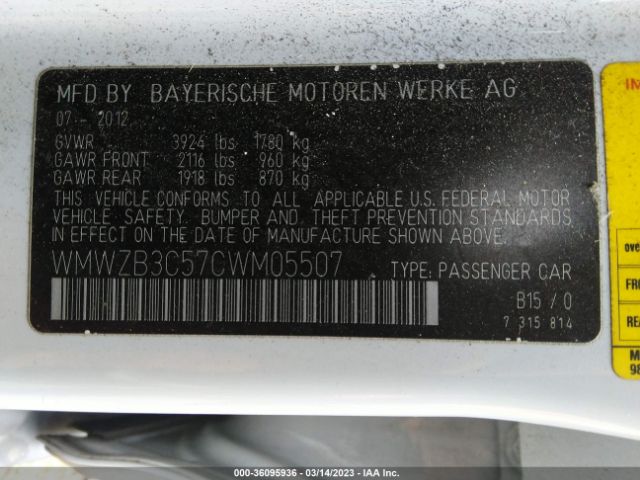 MFD BY BAYERISCHE MOTOREN WERKE AG
07 - 2012
GVWR 3924 lbs 1780 kg
GAWR FRONT 2116 lbs 960 kg
GAWR REAR 1918 lbs 870 kg
THIS VEHICLE CONFORMS TO ALL APPLICABLE U.S. FEDERAL MOTOR
VEHICLE SAFETY, BUMPER AND THEFT PREVENTION STANDARDS
IN EFFECT ON THE DATE OF MANUFACTURE SHOWN ABOVE.
WMWZB3C57CWM05507 TYPE: PASSENGER CAR
B15 / 0
7 315 814
000-36095936 - 03/14/2023 - IAA Inc.